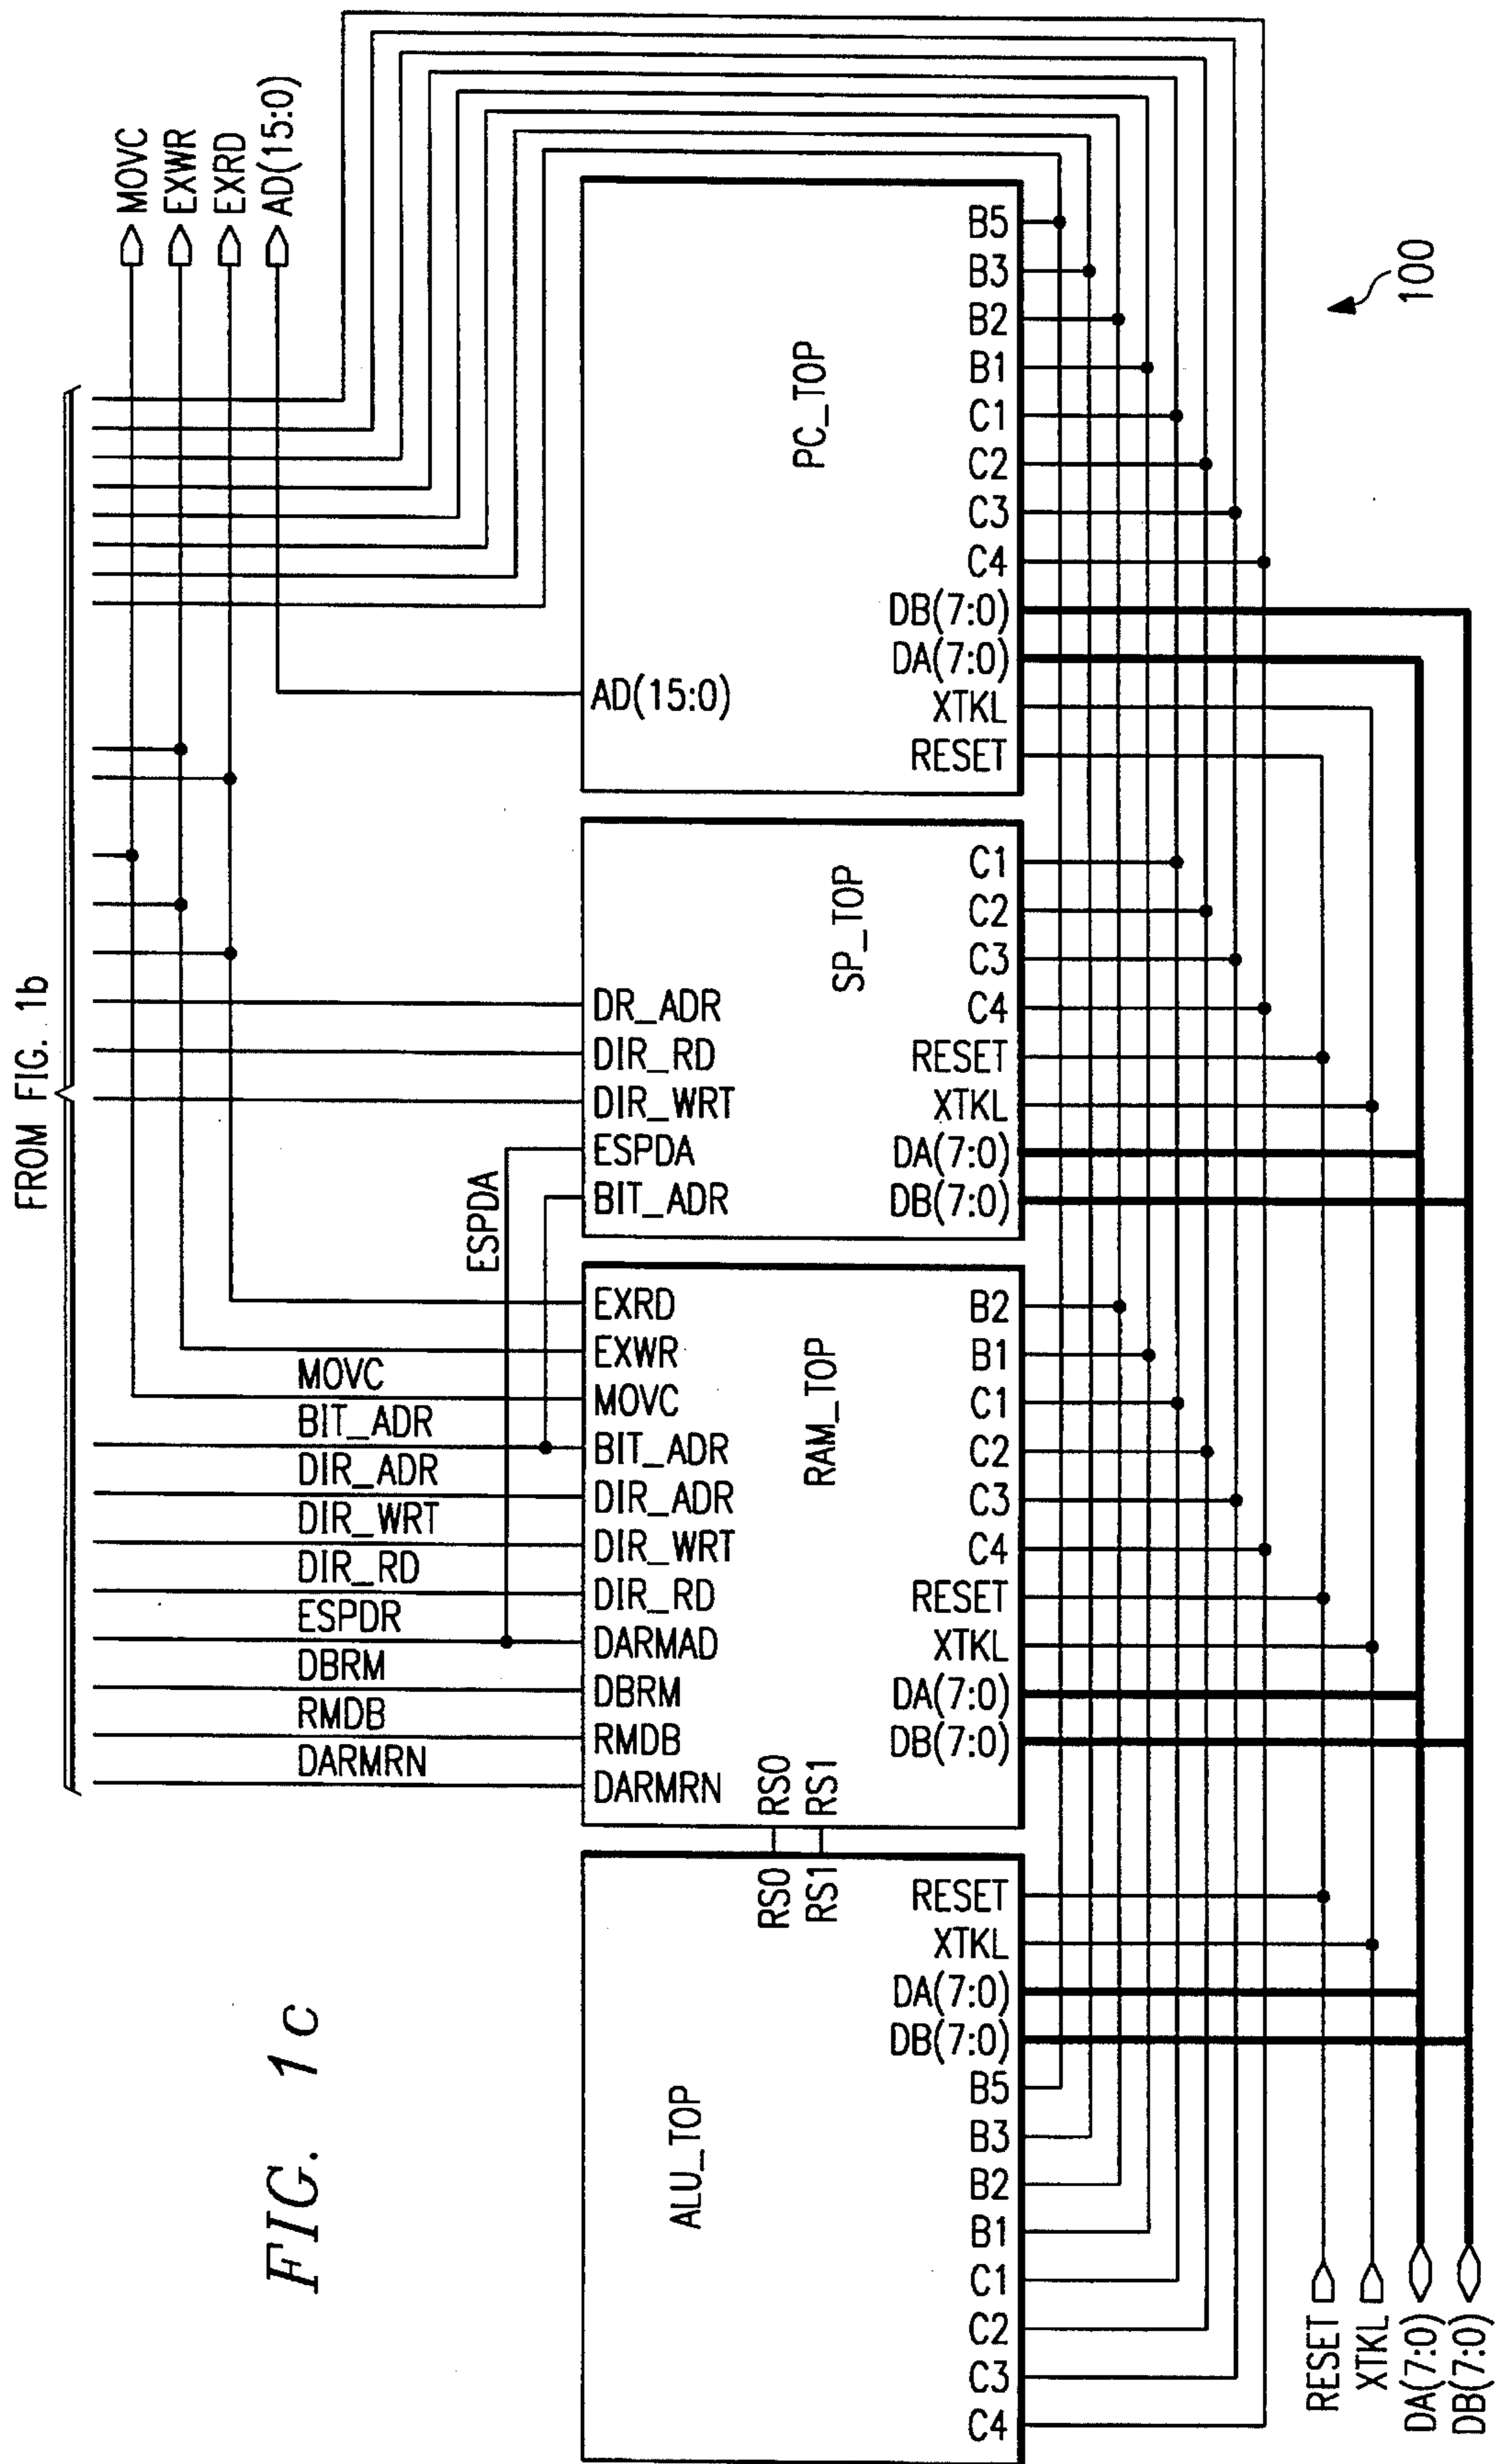 FROM FIG. 1b
MOVC
EXWR
EXRD
AD(15:0)
MOVC
BIT_ADR
DIR_ADR
DIR_WRT
DIR_RD
ESPDR
DBRM
RMDB
DARMRN
ESPDA
FIG. 1c
ALU_TOP
RS0
RS1
RESET
XTKL
DA(7:0)
DB(7:0)
B5
B3
B2
B1
C1
C2
C3
C4
RAM_TOP
EXRD
EXWR
MOVC
BIT_ADR
DIR_ADR
DIR_WRT
DIR_RD
DARMAD
DBRM
RMDB
DARMRN
RS0
RS1
B2
B1
C1
C2
C3
C4
RESET
XTKL
DA(7:0)
DB(7:0)
SP_TOP
DR_ADR
DIR_RD
DIR_WRT
ESPDA
BIT_ADR
C1
C2
C3
C4
RESET
XTKL
DA(7:0)
DB(7:0)
PC_TOP
AD(15:0)
B5
B3
B2
B1
C1
C2
C3
C4
DB(7:0)
DA(7:0)
XTKL
RESET
RESET
XTKL
DA(7:0)
DB(7:0)
100